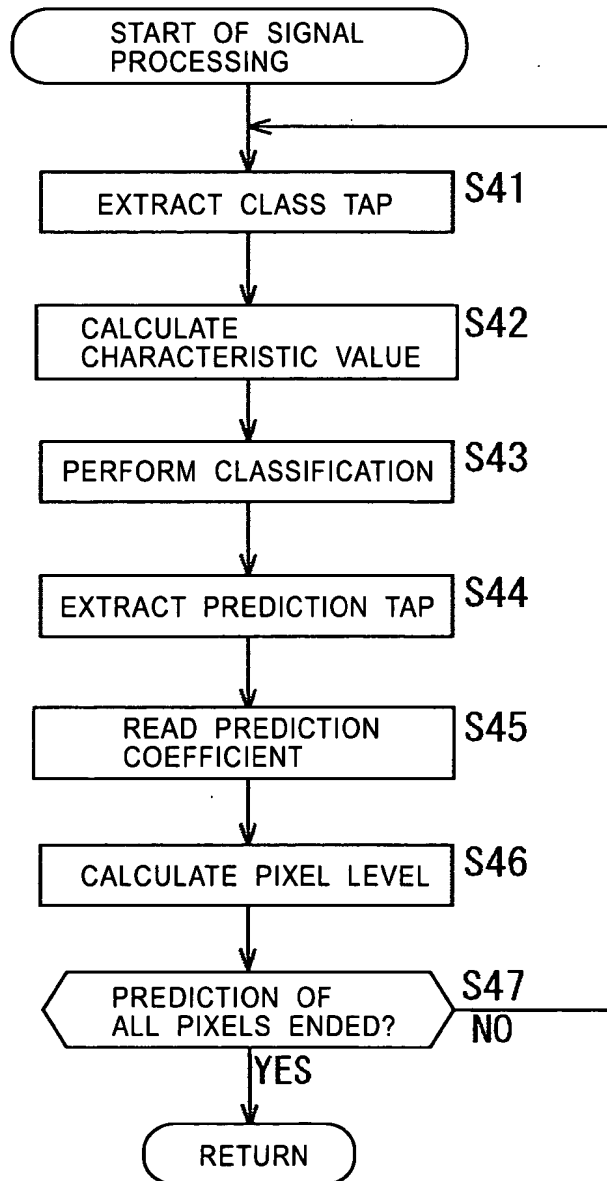 START OF SIGNAL
PROCESSING
EXTRACT CLASS TAP
S41
CALCULATE
CHARACTERISTIC VALUE
S42
PERFORM CLASSIFICATION
S43
EXTRACT PREDICTION TAP
S44
READ PREDICTION
COEFFICIENT
S45
CALCULATE PIXEL LEVEL
S46
PREDICTION OF
ALL PIXELS ENDED?
S47
NO
YES
RETURN